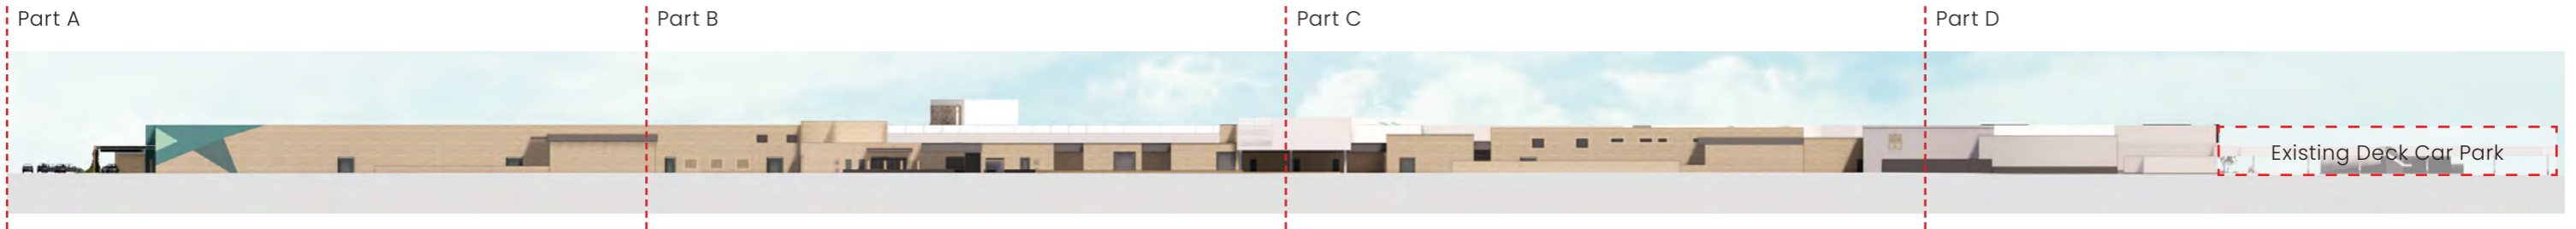 Part A
Part B
Part C
Part D
Existing Deck Car Park